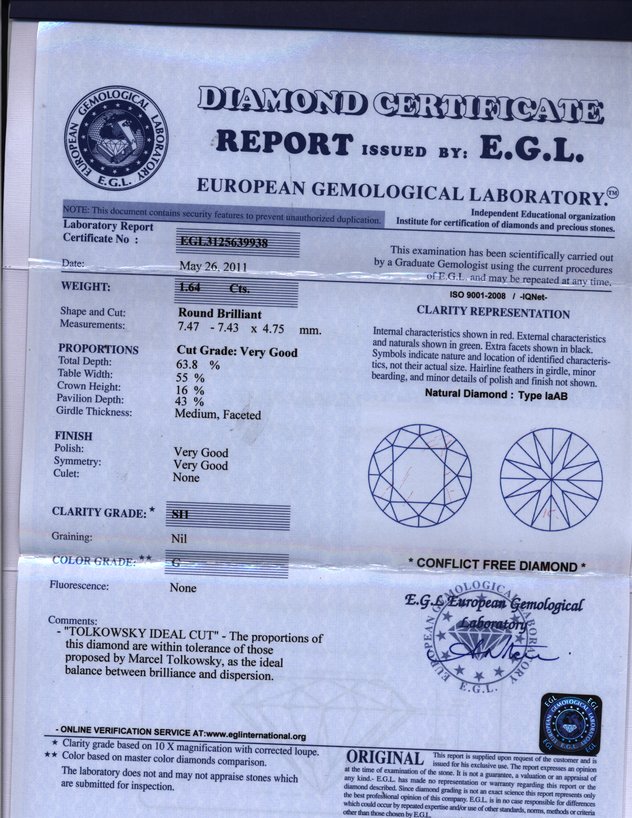 DIAMOND CERTIFICATE
REPORT ISSUED BY: E.G.L.
EUROPEAN GEMOLOGICAL LABORATORY.™
EUROPEAN GEMOLOGICAL LABORATORY
E.G.L.
NOTE: This document contains security features to prevent unauthorized duplication.
Independent Educational organization
Institute for certification of diamonds and precious stones.
Laboratory Report
Certificate No : EGL3125639938
Date: May 26, 2011
WEIGHT: 1.64 Cts.
Shape and Cut: Round Brilliant
Measurements: 7.47 - 7.43 x 4.75 mm.
PROPORTIONS Cut Grade: Very Good
Total Depth: 63.8 %
Table Width: 55 %
Crown Height: 16 %
Pavilion Depth: 43 %
Girdle Thickness: Medium, Faceted
FINISH
Polish: Very Good
Symmetry: Very Good
Culet: None
CLARITY GRADE: * SI1
Graining: Nil
COLOR GRADE: ** G
Fluorescence: None
Comments:
- "TOLKOWSKY IDEAL CUT" - The proportions of
this diamond are within tolerance of those
proposed by Marcel Tolkowsky, as the ideal
balance between brilliance and dispersion.
- ONLINE VERIFICATION SERVICE AT:www.eglinternational.org
* Clarity grade based on 10 X magnification with corrected loupe.
** Color based on master color diamonds comparison.
The laboratory does not and may not appraise stones
which are submitted for inspection.
This examination has been scientifically carried out
by a Graduate Gemologist using the current procedures
of E.G.L. and may be repeated at any time.
ISO 9001-2008 / -IQNet-
CLARITY REPRESENTATION
Internal characteristics shown in red. External characteristics
and naturals shown in green. Extra facets shown in black.
Symbols indicate nature and location of identified characteris-
tics, not their actual size. Hairline feathers in girdle, minor
bearding, and minor details of polish and finish not shown.
Natural Diamond : Type IaAB
* CONFLICT FREE DIAMOND *
E.G.L European Gemological
Laboratory
EUROPEAN GEMOLOGICAL LABORATORY
E.G.L.
EGL
EGL
E.G.L.
ORIGINAL This report is supplied upon request of the customer and is
issued for his exclusive use. The report expresses an opinion
at the time of examination of the stone. It is not a guarantee, a valuation or an appraisal of
any kind.- E.G.L. has made no representation or warranty regarding this report or the
diamond described. Since diamond grading is not an exact science this report represents only
the best professional opinion of this company. E.G.L. is in no case responsible for differences
which could occur by repeated expertise and/or use of other standards, norms, methods or criteria
other than those chosen by E.G.L.